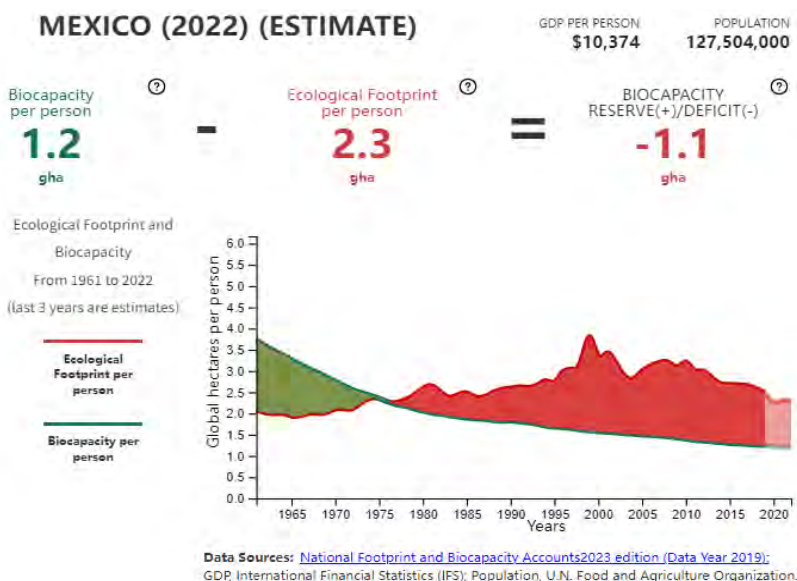 MEXICO (2022) (ESTIMATE)
GDP PER PERSON
$10,374
POPULATION
127,504,000
Biocapacity
per person
1.2
gha
?
-
Ecological Footprint
per person
2.3
gha
?
=
BIOCAPACITY
RESERVE(+)/DEFICIT(-)
-1.1
gha
?
Ecological Footprint and
Biocapacity
From 1961 to 2022
(last 3 years are estimates)
Ecological
Footprint per
person
Biocapacity per
person
Global hectares per person
6.0
5.5
5.0
4.5
4.0
3.5
3.0
2.5
2.0
1.5
1.0
0.5
0.0
1965 1970 1975 1980 1985 1990 1995 2000 2005 2010 2015 2020
Years
Data Sources: National Footprint and Biocapacity Accounts2023 edition (Data Year 2019);
GDP, International Financial Statistics (IFS); Population, U.N. Food and Agriculture Organization.